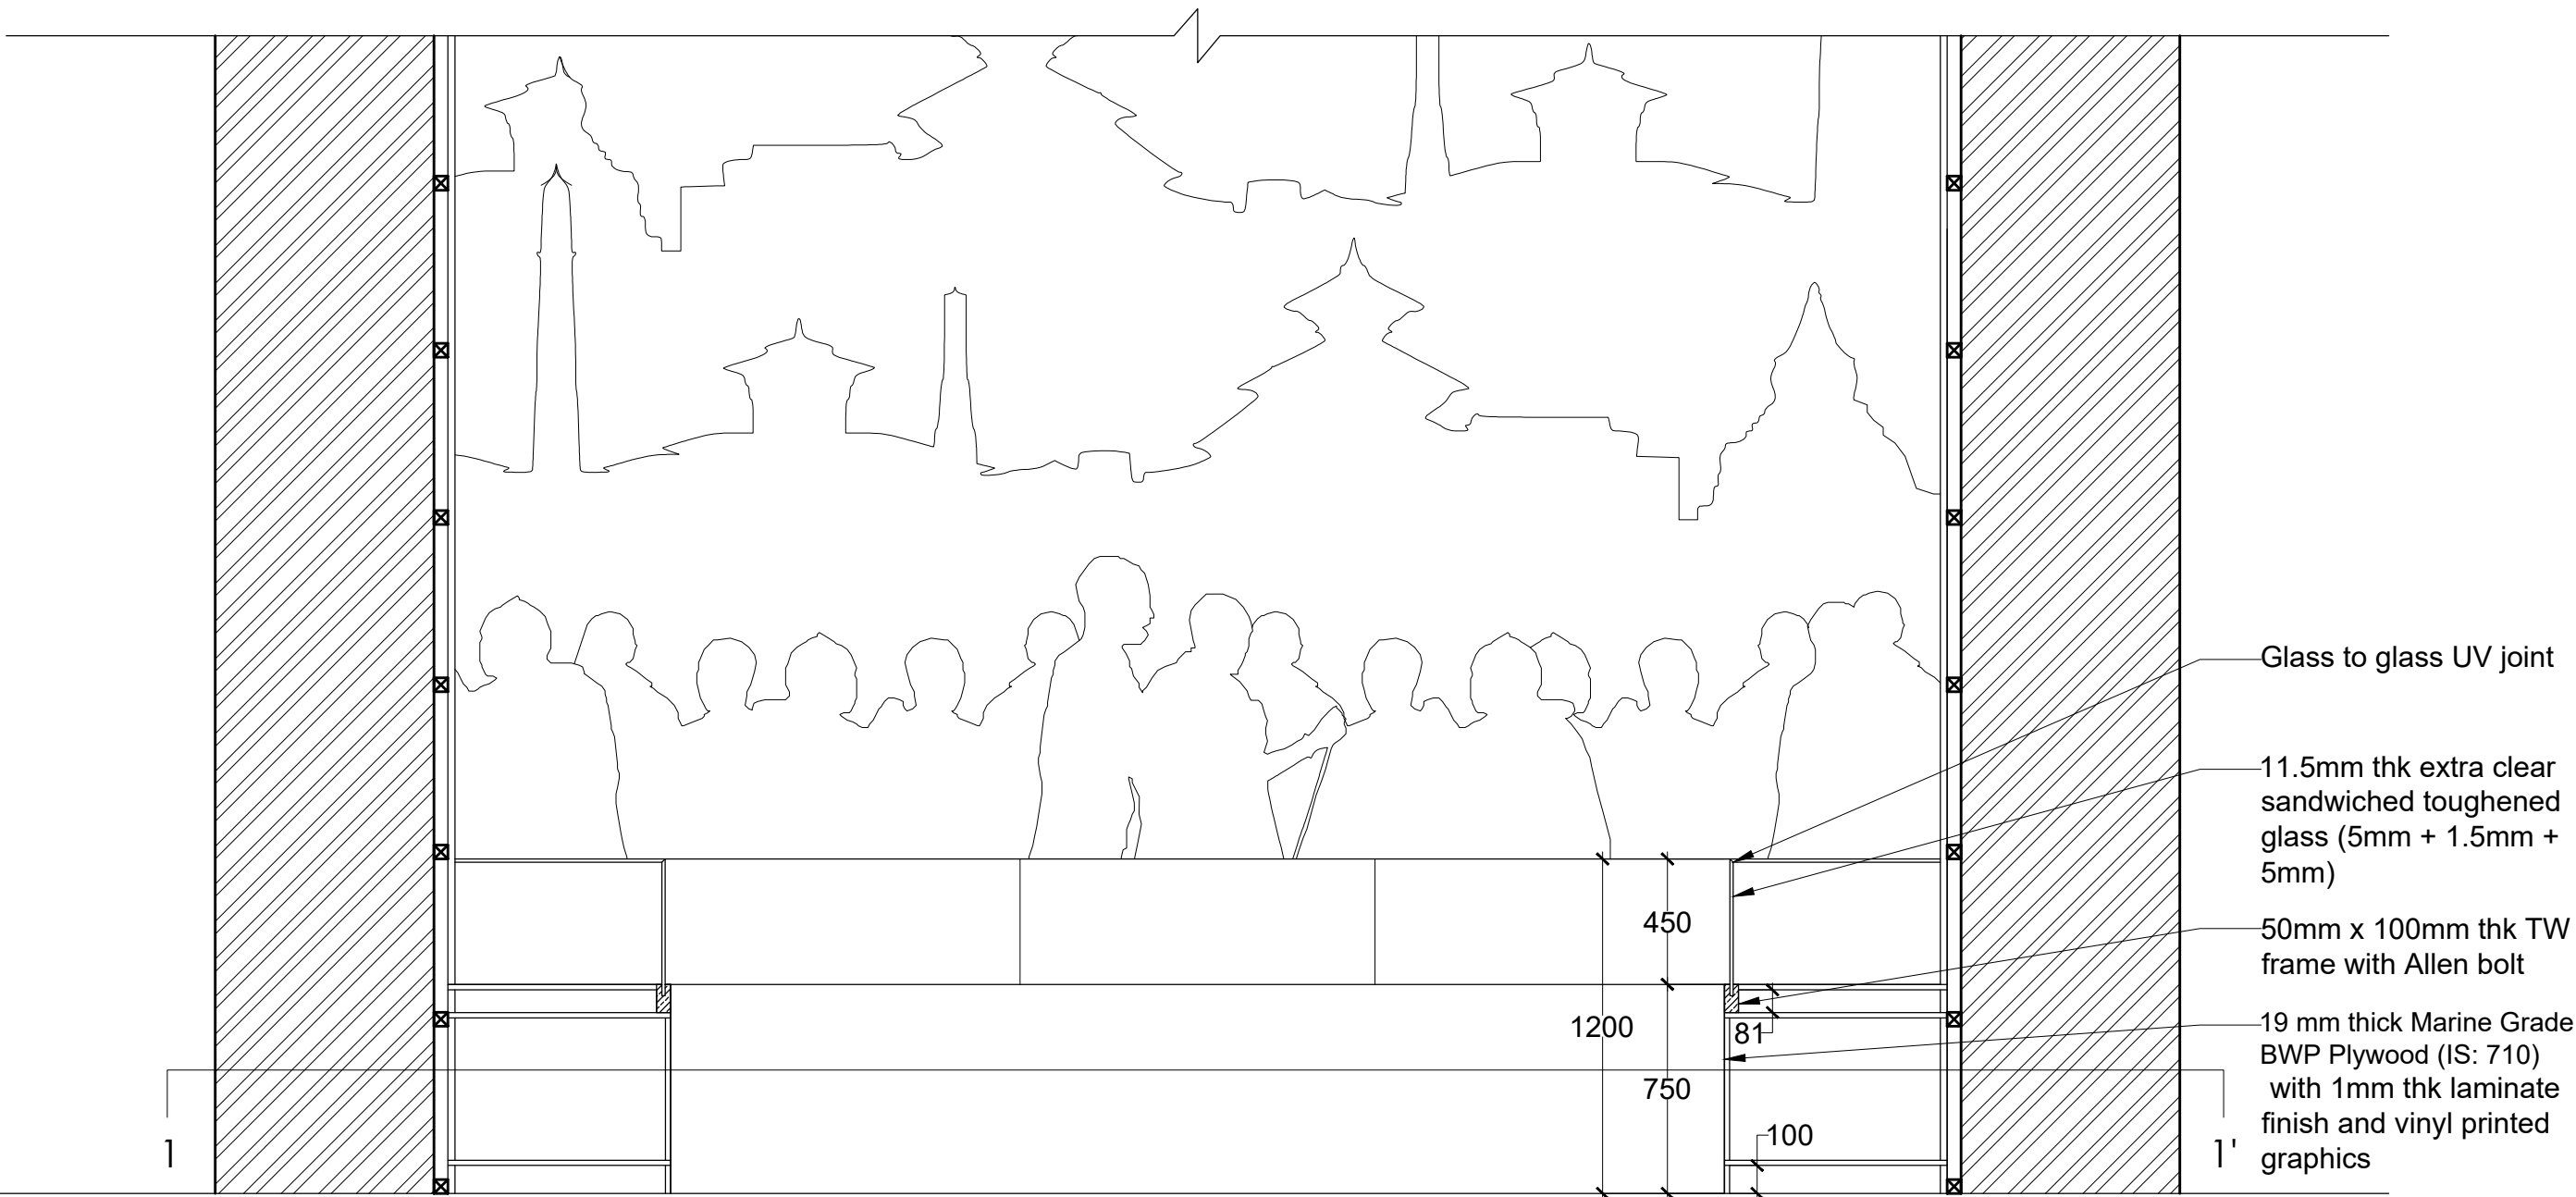 Glass to glass UV joint
11.5mm thk extra clear
sandwiched toughened
glass (5mm + 1.5mm +
5mm)
450
50mm x 100mm thk TW
frame with Allen bolt
1200
81
19 mm thick Marine Grade
BWP Plywood (IS: 710)
with 1mm thk laminate
finish and vinyl printed
graphics
750
100
1
1'